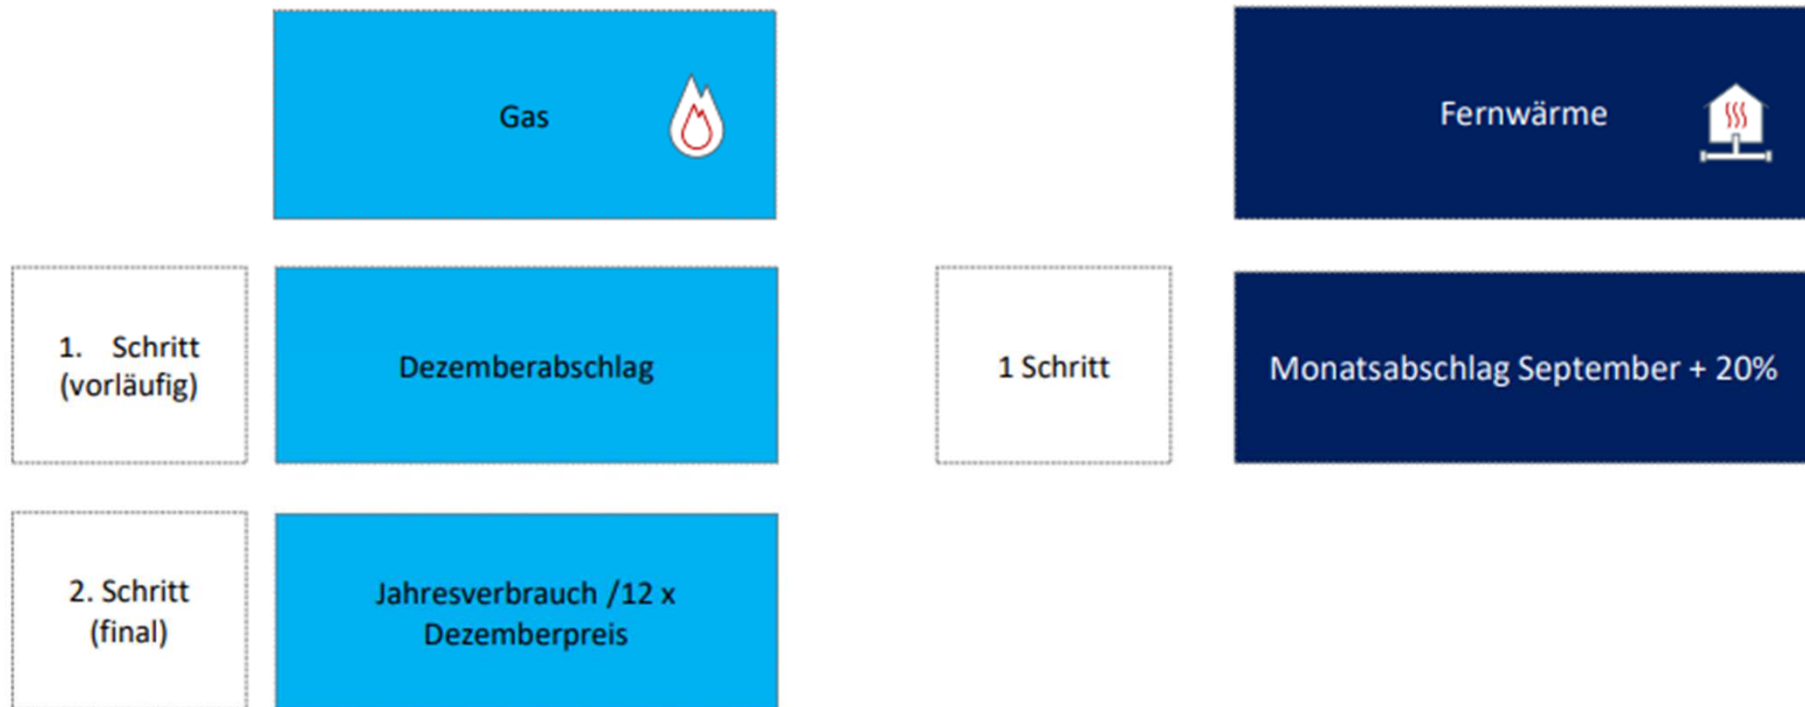 Gas
Fernwärme
1. Schritt
(vorläufig)
Dezemberabschlag
1 Schritt
Monatsabschlag September + 20%
2. Schritt
(final)
Jahresverbrauch /12 x
Dezemberpreis